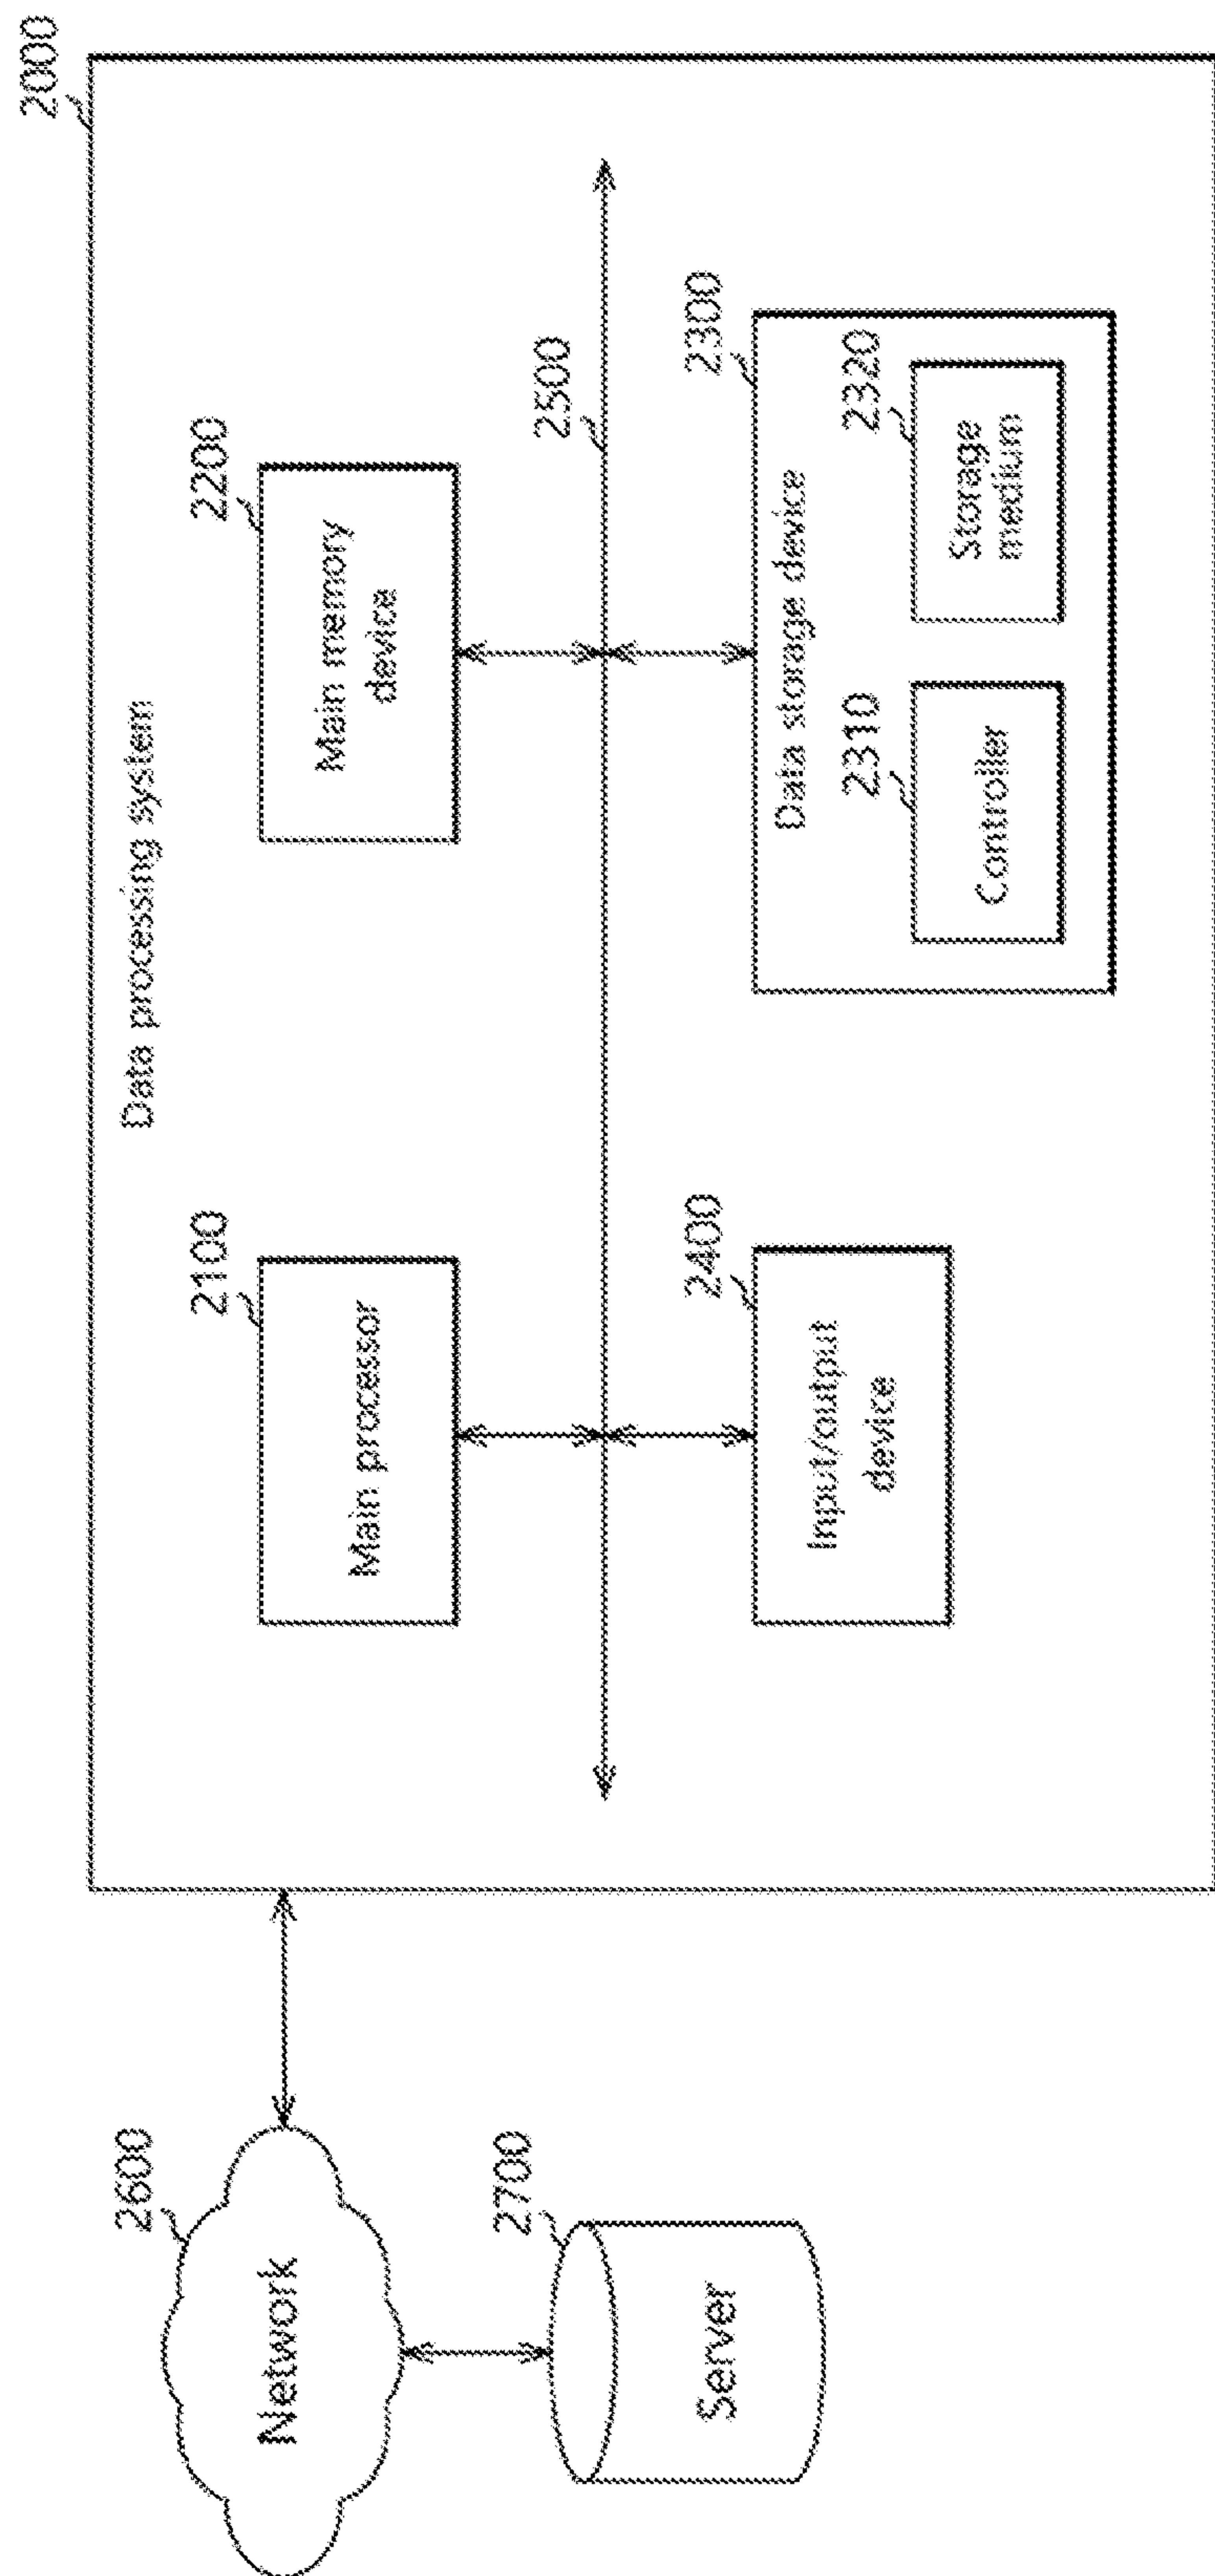 2000
Data processing system
2600
Network
2700
Server
2100
Main processor
2200
Main memory
device
2500
2400
Input/output
device
2300
Data storage device
2310
Controller
2320
Storage
medium